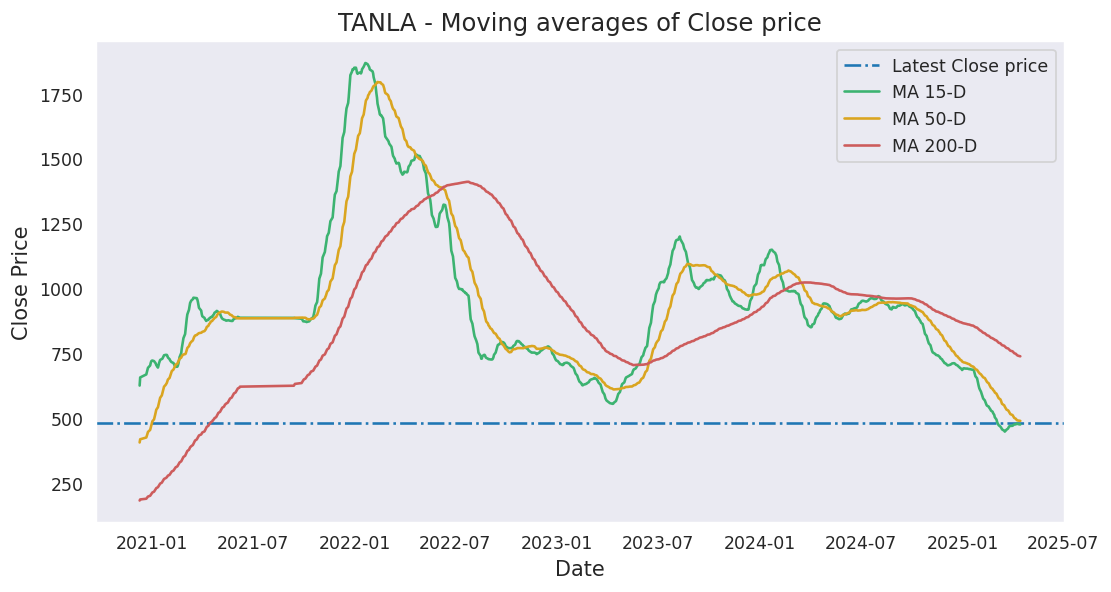 TANLA - Moving averages of Close price
Latest Close price
MA 15-D
MA 50-D
MA 200-D
Close Price
1750
1500
1250
1000
750
500
250
2021-01
2021-07
2022-01
2022-07
2023-01
2023-07
2024-01
2024-07
2025-01
2025-07
Date